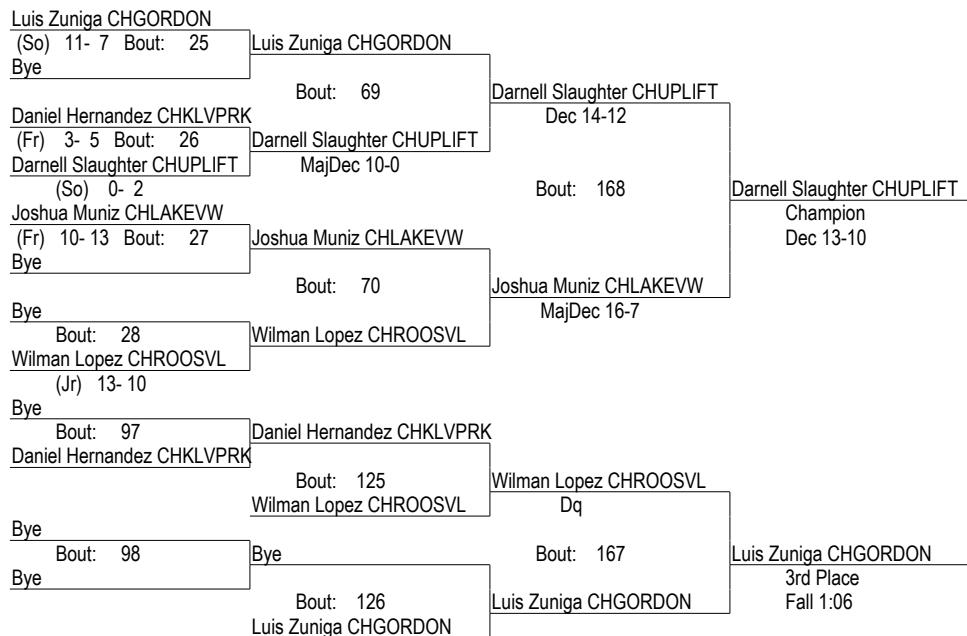 Luis Zuniga CHGORDON
(So) 11- 7 Bout: 25
Luis Zuniga CHGORDON
Bye
Bout: 69
Darnell Slaughter CHUPLIFT
Daniel Hernandez CHKLVPRK
Dec 14-12
(Fr) 3- 5 Bout: 26
Darnell Slaughter CHUPLIFT
Darnell Slaughter CHUPLIFT
MajDec 10-0
(So) 0- 2
Bout: 168
Darnell Slaughter CHUPLIFT
Joshua Muniz CHLAKEVW
Champion
(Fr) 10- 13 Bout: 27
Joshua Muniz CHLAKEVW
Dec 13-10
Bye
Bout: 70
Joshua Muniz CHLAKEVW
Bye
MajDec 16-7
Bout: 28
Wilman Lopez CHROOSVL
Wilman Lopez CHROOSVL
(Jr) 13- 10
Bye
Bout: 97
Daniel Hernandez CHKLVPRK
Daniel Hernandez CHKLVPRK
Bout: 125
Wilman Lopez CHROOSVL
Wilman Lopez CHROOSVL
Dq
Bye
Bout: 98
Bye
Bout: 167
Luis Zuniga CHGORDON
Bye
3rd Place
Bout: 126
Luis Zuniga CHGORDON
Fall 1:06
Luis Zuniga CHGORDON